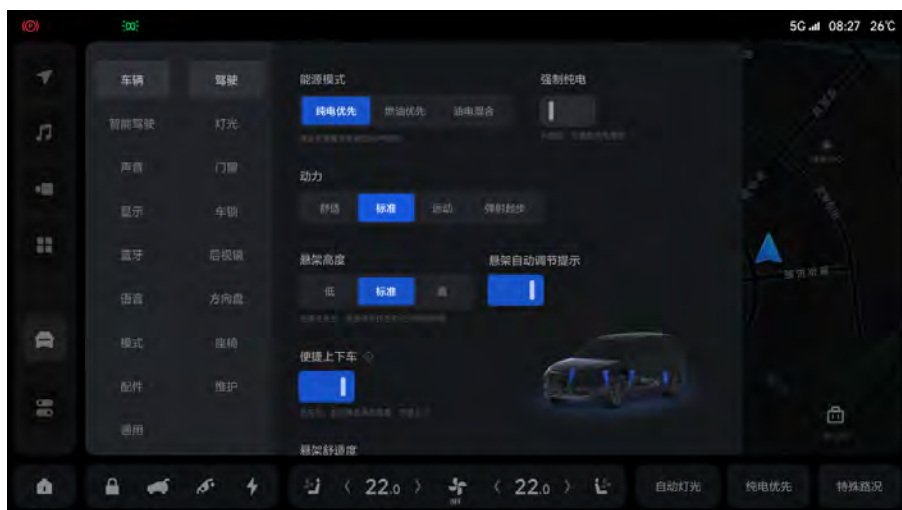 (P)
5G 08:27 26℃
车辆
智能驾驶
声音
显示
蓝牙
语音
模式
配件
通用
驾驶
灯光
门窗
车锁
后视镜
方向盘
座椅
维护
能源模式
纯电优先 燃油优先 油电混合
强制纯电
动力
舒适 标准 运动 弹射起步
悬架高度
低 标准 高
悬架自动调节提示
便捷上下车
悬架舒适度
22.0
OFF
22.0
自动灯光
纯电优先
特殊路况